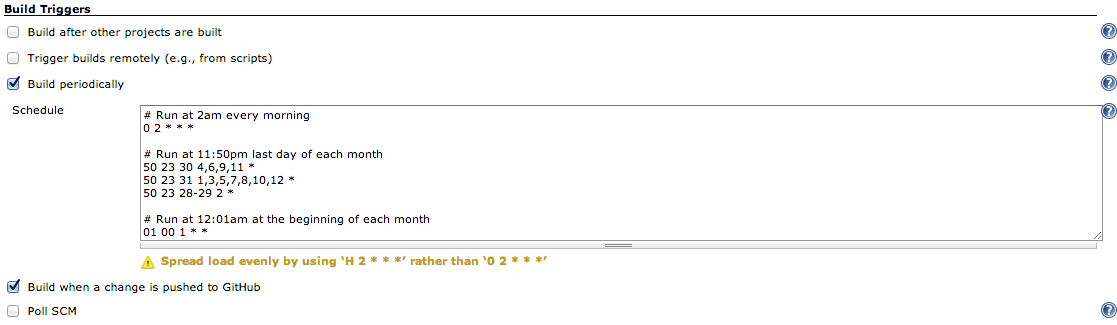 Build Triggers
Build after other projects are built
Trigger builds remotely (e.g., from scripts)
Build periodically
Schedule
# Run at 2am every morning
0 2 * * *
# Run at 11:50pm last day of each month
50 23 30 4,6,9,11 *
50 23 31 1,3,5,7,8,10,12 *
50 23 28-29 2 *
# Run at 12:01am at the beginning of each month
01 00 1 * *
Spread load evenly by using ‘H 2 * * *’ rather than ‘0 2 * * *’
Build when a change is pushed to GitHub
Poll SCM